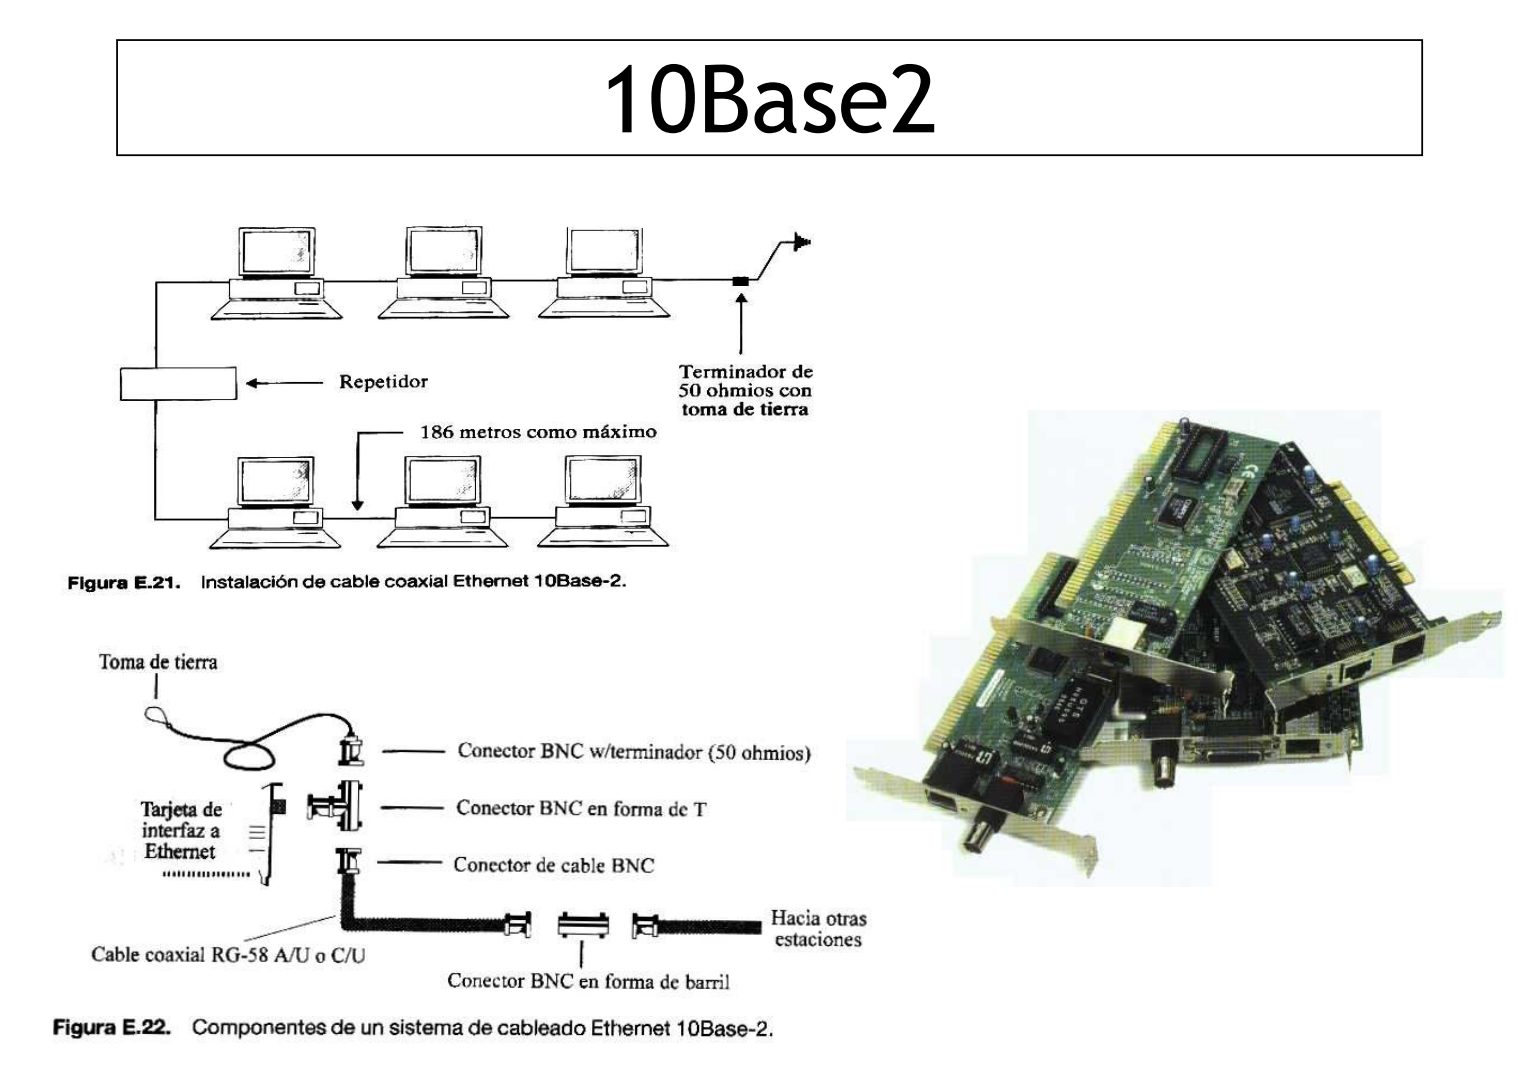 10Base2
Terminador de
50 ohmios con
toma de tierra
Repetidor
186 metros como máximo
Figura E.21. Instalación de cable coaxial Ethernet 10Base-2.
Toma de tierra
Conector BNC w/terminador (50 ohmios)
Tarjeta de
interfaz a
Ethernet
Conector BNC en forma de T
Conector de cable BNC
Hacia otras
estaciones
Cable coaxial RG-58 A/U o C/U
Conector BNC en forma de barril
Figura E.22. Componentes de un sistema de cableado Ethernet 10Base-2.
CE